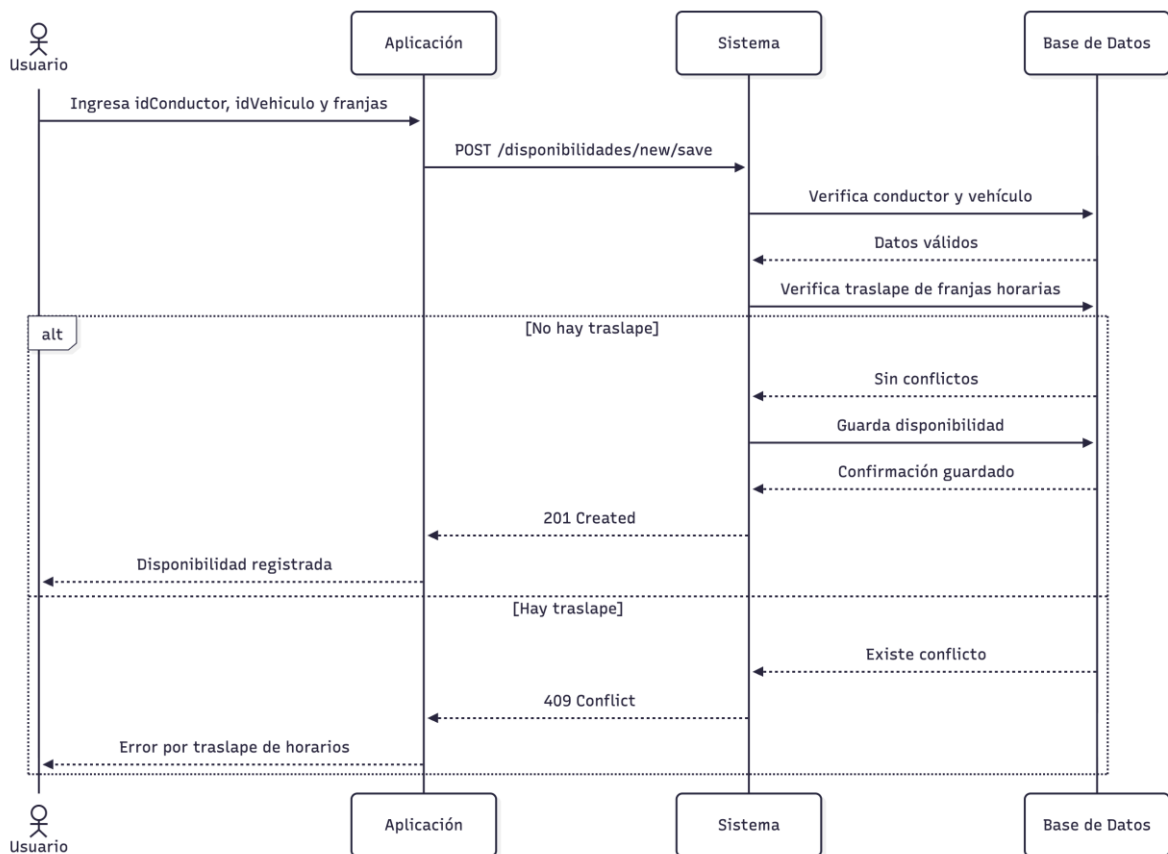 Usuario
Aplicación
Sistema
Base de Datos
Ingresa idConductor, idVehiculo y franjas
POST /disponibilidades/new/save
Verifica conductor y vehículo
Datos válidos
Verifica traslape de franjas horarias
alt
[No hay traslape]
Sin conflictos
Guarda disponibilidad
Confirmación guardado
201 Created
Disponibilidad registrada
[Hay traslape]
Existe conflicto
409 Conflict
Error por traslape de horarios
Usuario
Aplicación
Sistema
Base de Datos